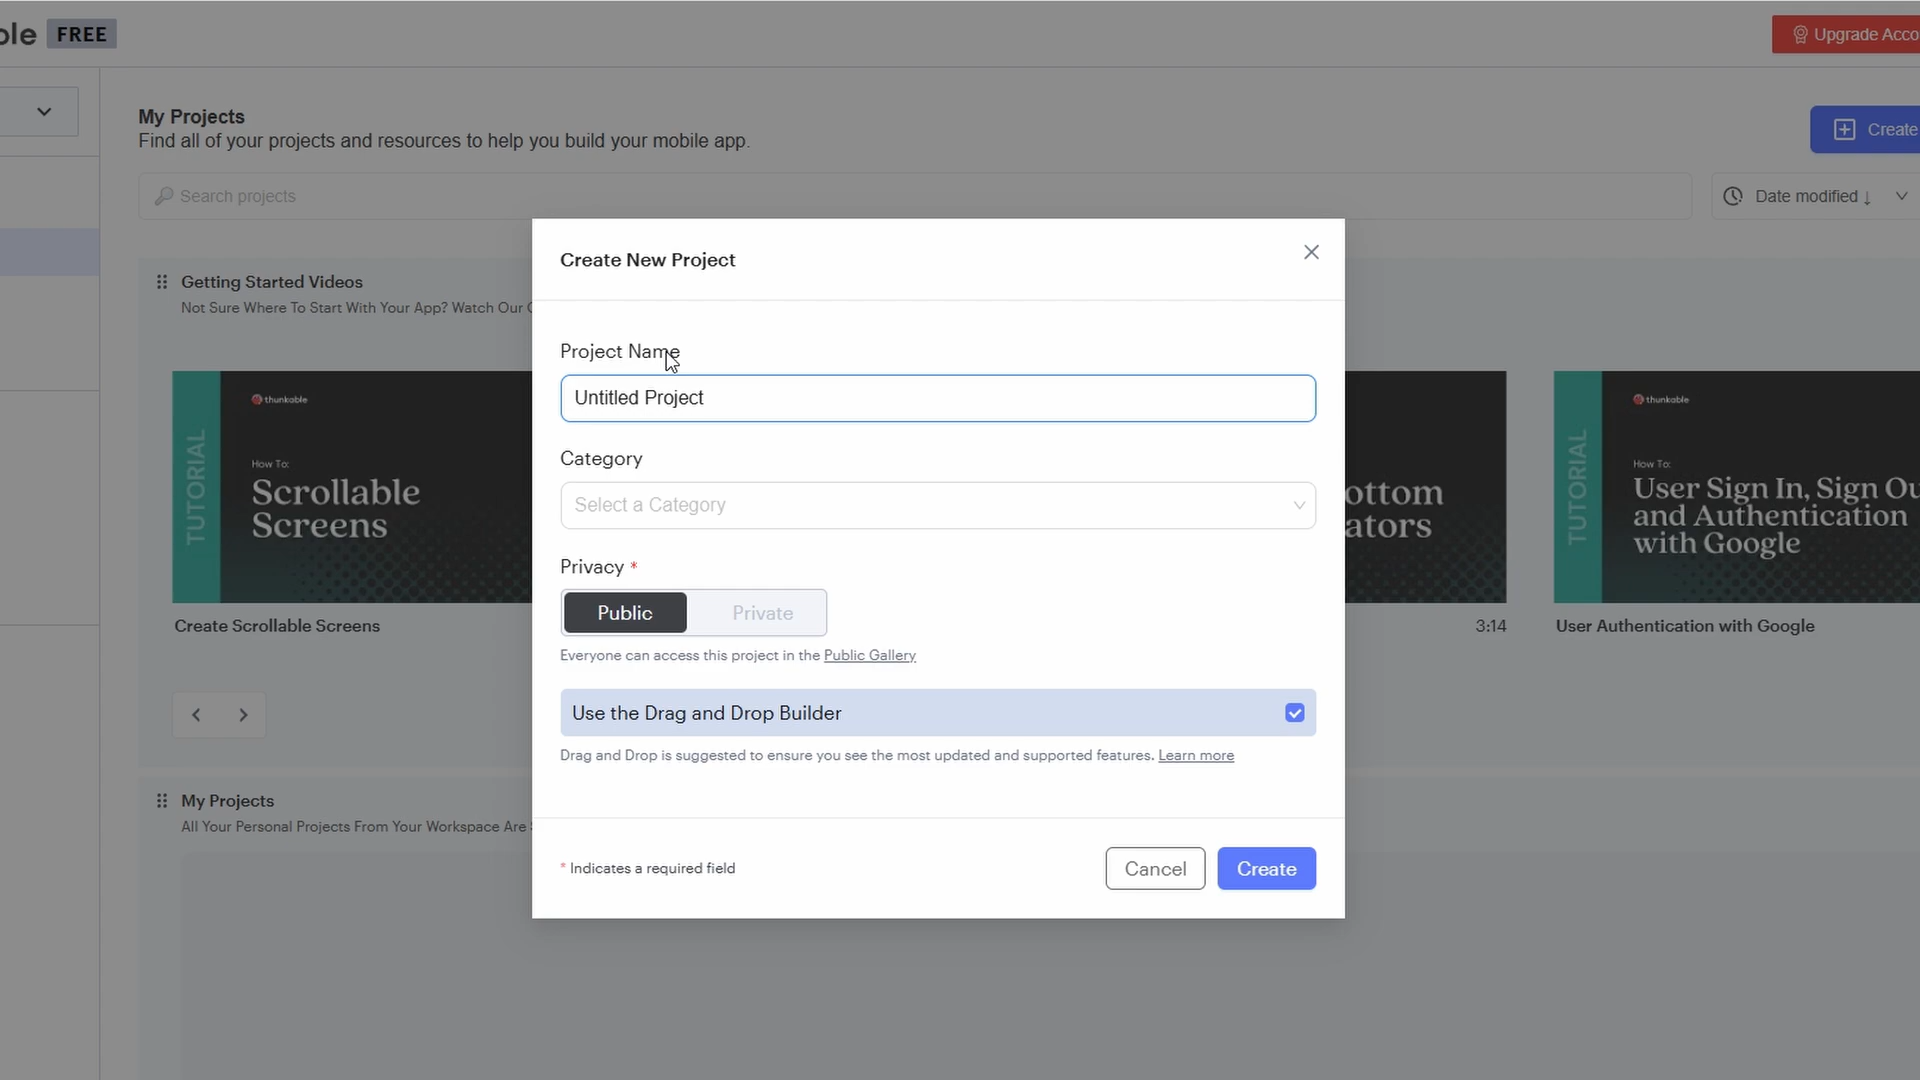 FREE
Upgrade
My Projects
Find all of your projects and resources to help you build your mobile app.
Create
Search projects
Date modified ↓
Getting Started Videos
Not Sure Where To Start With Your App? Watch Our
TUTORIAL
thunkable
How To:
Scrollable
Screens
Create Scrollable Screens
3:14
TUTORIAL
thunkable
How To:
User Sign In, Sign
and Authentication
with Google
User Authentication with Google
My Projects
All Your Personal Projects From Your Workspace Are
Create New Project
Project Name
Untitled Project
Category
Select a Category
Privacy *
Public
Private
Everyone can access this project in the Public Gallery
Use the Drag and Drop Builder
Drag and Drop is suggested to ensure you see the most updated and supported features. Learn more
* Indicates a required field
Cancel
Create